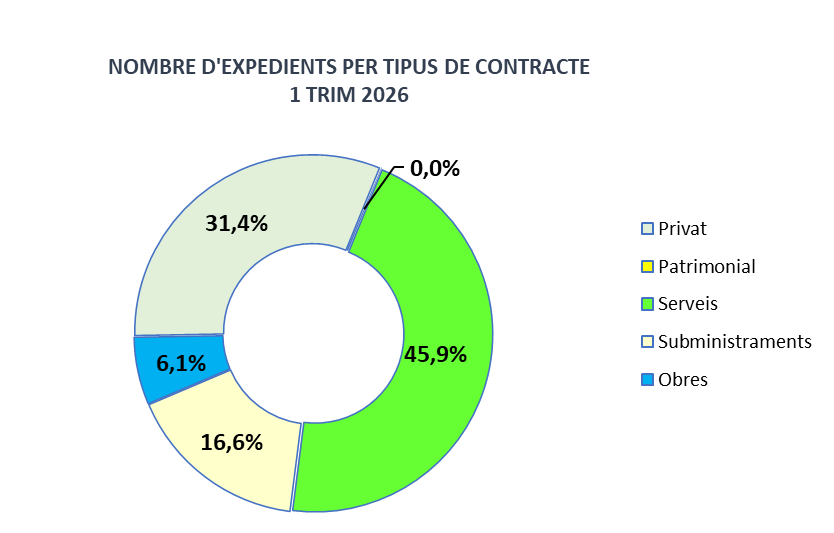 NOMBRE D'EXPEDIENTS PER TIPUS DE CONTRACTE
1 TRIM 2026
0,0%
31,4%
45,9%
6,1%
16,6%
Privat
Patrimonial
Serveis
Subministraments
Obres